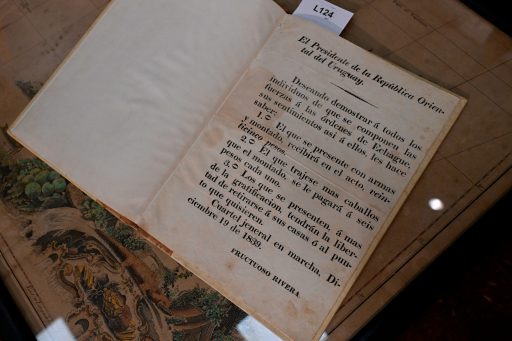 L124
El Presidente de la República Orien-
tal del Uruguay.
Deseando demostrar á todos los
individuos de que se componen las
fuerzas á las órdenes de Echagüe
sus sentimientos asi á ellos, les hace
saber:
1.º El que se presente con armas
y montado, recibirá en el acto, vein-
ticinco pesos.
2.º El que trajese mas caballos
que el montado, se le pagará á seis
pesos cada uno.
3.º Los que se presenten, á mas
de la gratificacion, tendrán la liber-
tad de retirarse á sus casas ó al pun-
to que quisieren.
Cuartel jeneral en marcha, Di-
ciembre 19 de 1839.
FRUCTUOSO RIVERA.